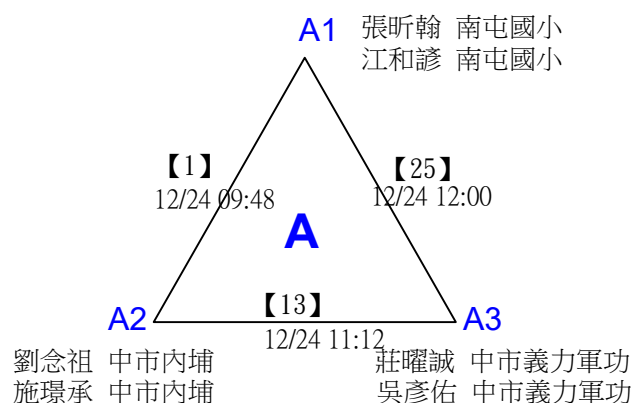 A1 張昕翰 南屯國小
江和諺 南屯國小
【1】 【25】
12/24 09:48 12/24 12:00
A
【13】
A2 A3
12/24 11:12
劉念祖 中市內埔 莊曜誠 中市義力軍功
施璟承 中市內埔 吳彥佑 中市義力軍功